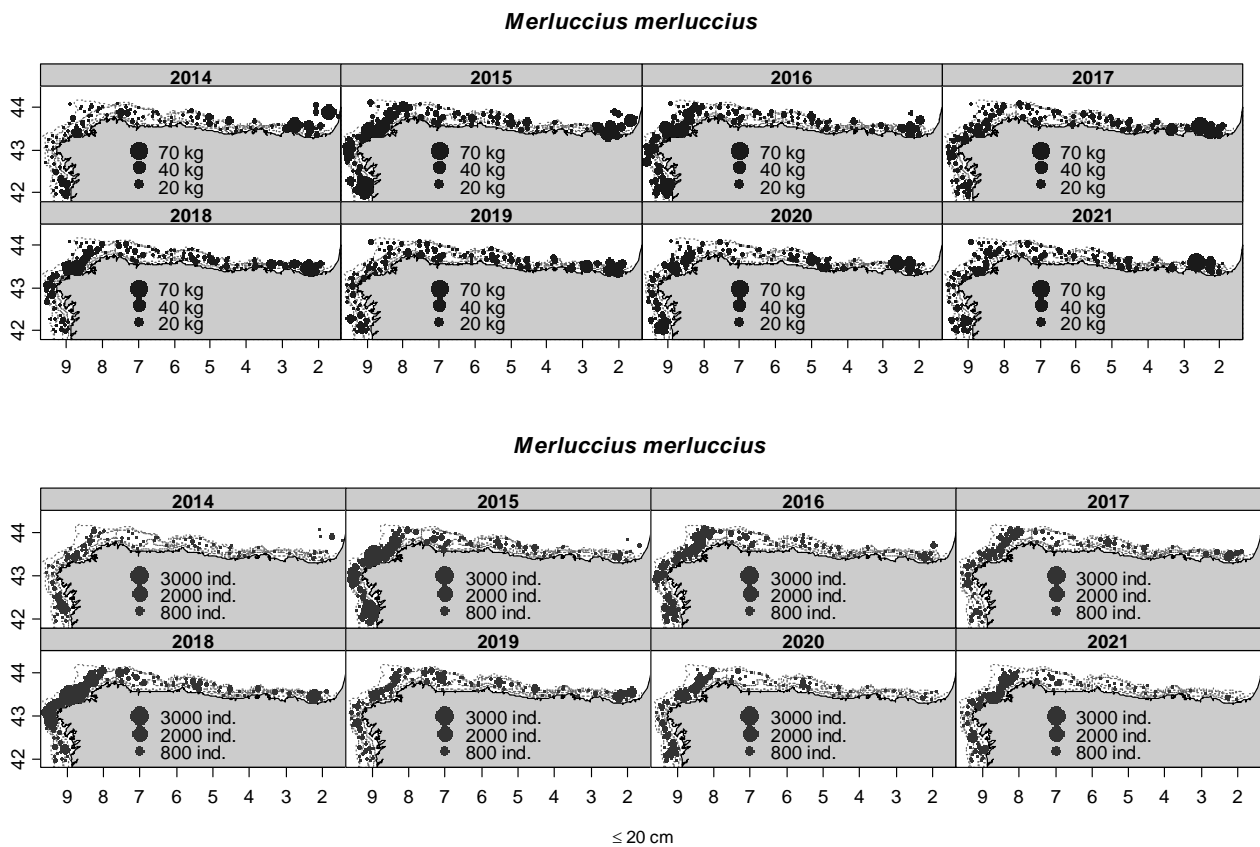 Merluccius merluccius
2014 2015 2016 2017
44
43
42
70 kg 70 kg 70 kg 70 kg
40 kg 40 kg 40 kg 40 kg
20 kg 20 kg 20 kg 20 kg
2018 2019 2020 2021
44
43
42
70 kg 70 kg 70 kg 70 kg
40 kg 40 kg 40 kg 40 kg
20 kg 20 kg 20 kg 20 kg
9 8 7 6 5 4 3 2 9 8 7 6 5 4 3 2 9 8 7 6 5 4 3 2 9 8 7 6 5 4 3 2
Merluccius merluccius
2014 2015 2016 2017
44
43
42
3000 ind. 3000 ind. 3000 ind. 3000 ind.
2000 ind. 2000 ind. 2000 ind. 2000 ind.
800 ind. 800 ind. 800 ind. 800 ind.
2018 2019 2020 2021
44
43
42
3000 ind. 3000 ind. 3000 ind. 3000 ind.
2000 ind. 2000 ind. 2000 ind. 2000 ind.
800 ind. 800 ind. 800 ind. 800 ind.
9 8 7 6 5 4 3 2 9 8 7 6 5 4 3 2 9 8 7 6 5 4 3 2 9 8 7 6 5 4 3 2
≤ 20 cm